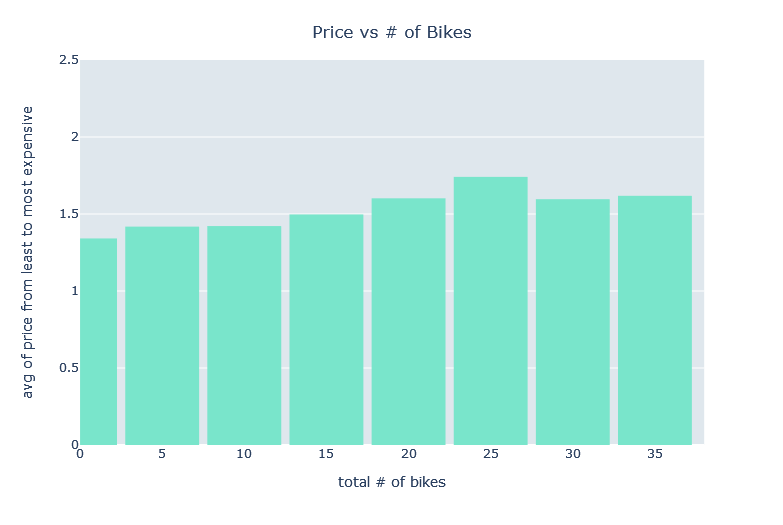 Price vs # of Bikes
2.5
2
1.5
1
0.5
0
avg of price from least to most expensive
0 5 10 15 20 25 30 35
total # of bikes